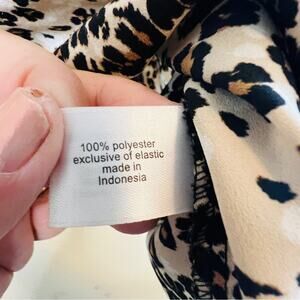 100% polyester
exclusive of elastic
made in
Indonesia